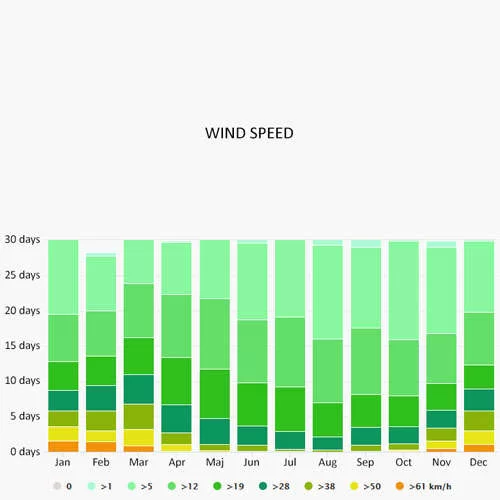 WIND SPEED
30 days
25 days
20 days
15 days
10 days
5 days
0 days
Jan Feb Mar Apr Maj Jun Jul Aug Sep Oct Nov Dec
0 >1 >5 >12 >19 >28 >38 >50 >61 km/h